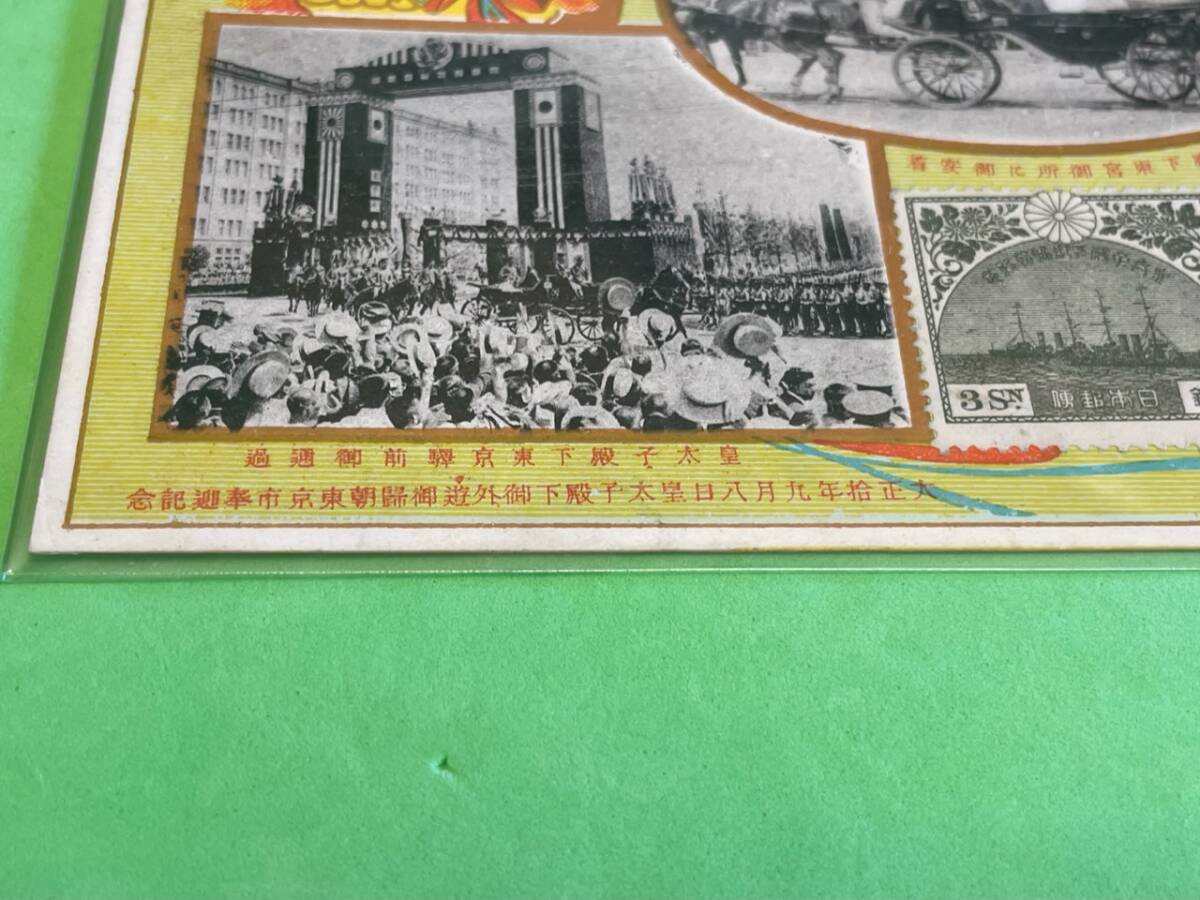 下東宮御所に御安着
3 SN
日本郵便
皇太子殿下東京驛前御通過
大正拾年九月八日皇太子殿下御外遊御歸朝東京市奉迎記念